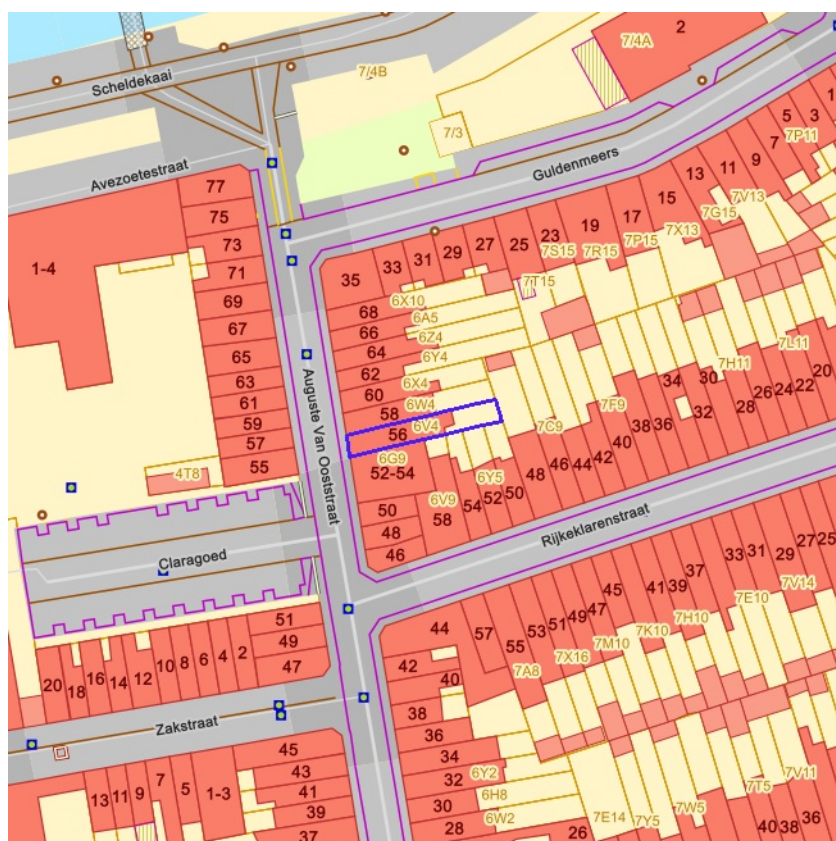 2
7/4A
Scheldekaai
7/4B
7/3
1
3
5
7
7P11
9
11
13
7V13
Guldenmeers
Avezoetestraat
77
75
73
71
69
67
65
63
61
59
57
55
1-4
15
7G15
7X13
17
7P15
19
7R15
23
7S15
25
27
29
31
33
35
7T15
6X10
68
6A5
66
6Z4
64
6Y4
62
6X4
60
6W4
58
6V4
56
6G9
52-54
50
48
46
Auguste Van Ooststraat
7L11
7H11
20
22
24
26
28
30
32
34
36
38
7F9
40
42
44
46
7C9
48
50
52
6Y5
54
6V9
58
4T8
Claragoed
Rijkeklarenstraat
51
49
47
2
4
6
8
10
12
14
16
18
20
Zakstraat
44
42
40
38
36
34
32
30
28
26
57
55
53
51
49
47
45
41
39
37
33
31
29
27
25
7A8
7X16
7M10
7K10
7H10
7E10
7V14
6Y2
6H8
6W2
7E14
7Y5
7W5
7T5
7V11
40
38
36
13
11
9
7
5
1-3
45
43
41
39
37